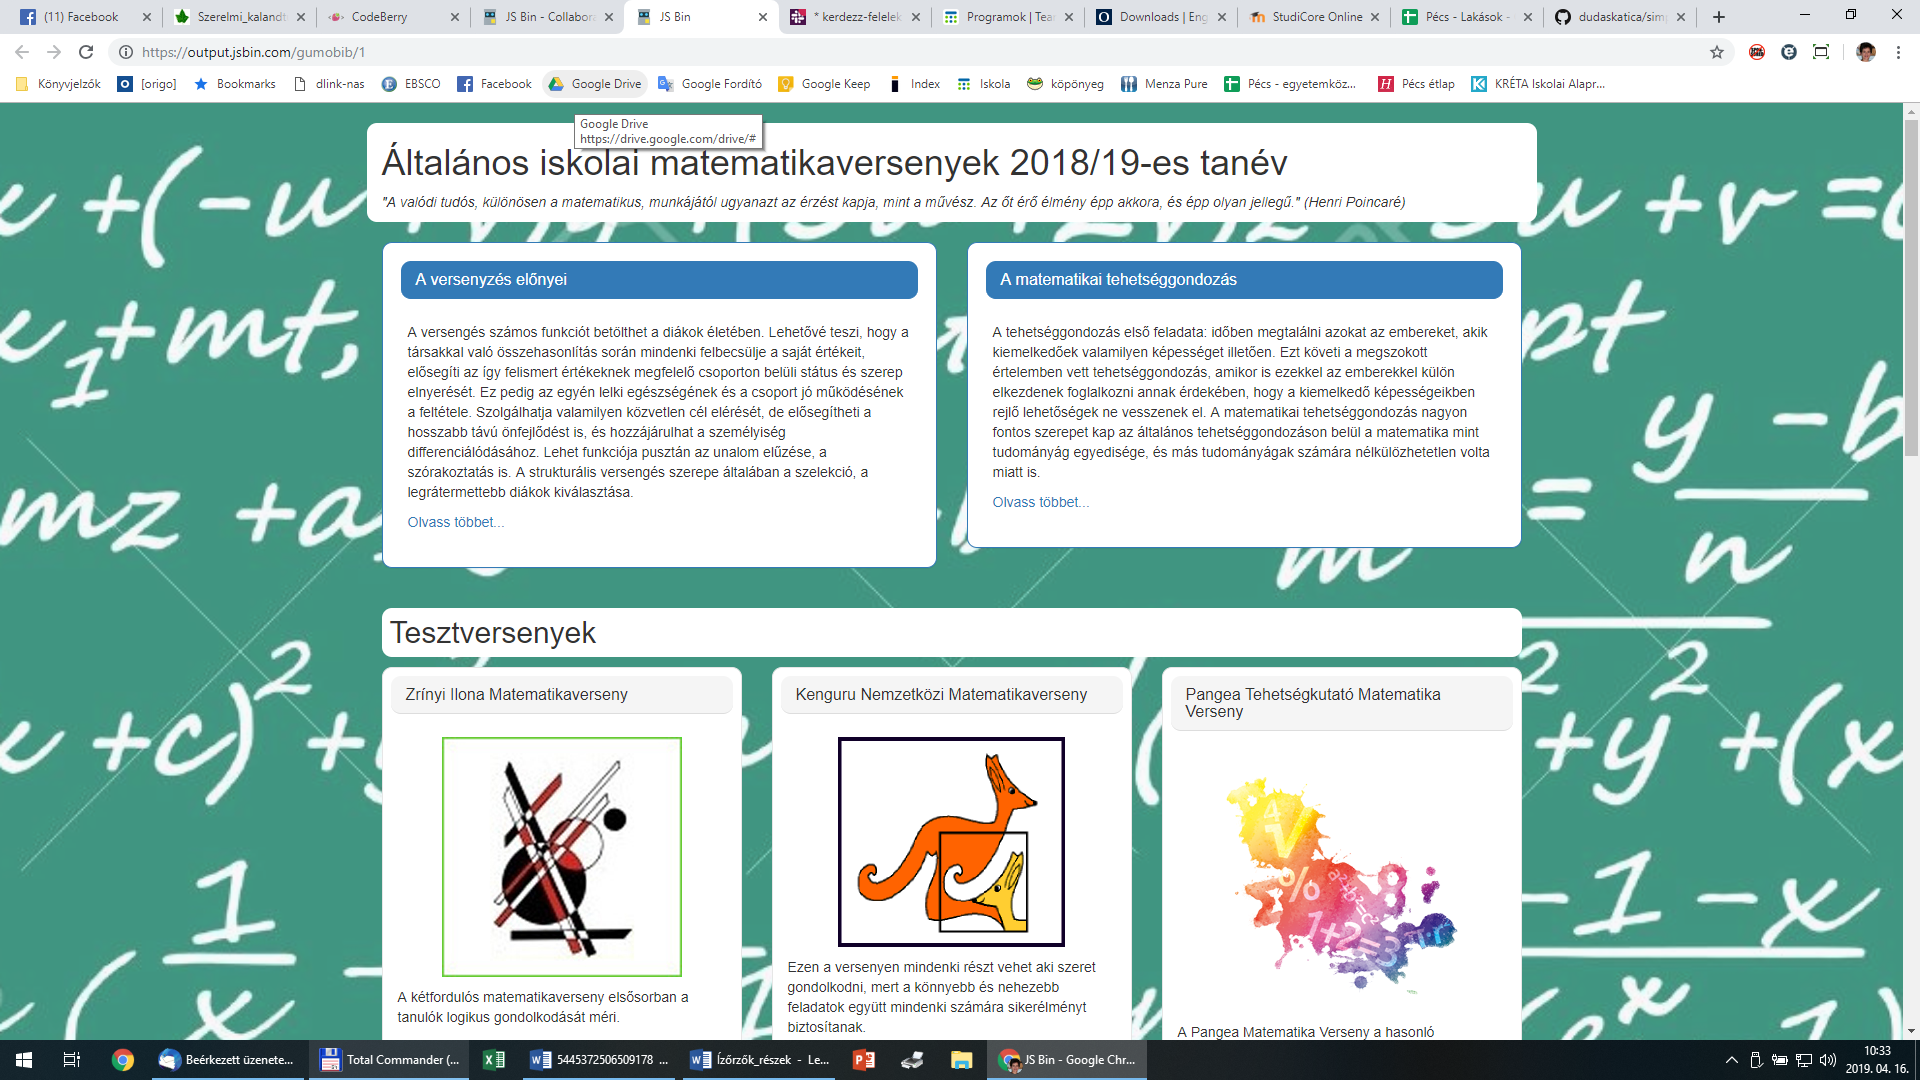 (11) Facebook
Szerelmi_kalandt
CodeBerry
JS Bin - Collabora
JS Bin
* kerdezz-felelek
Programok | Tea
Downloads | Eng
StudiCore Online
Pécs - Lakások -
dudaskatica/sim
https://output.jsbin.com/gumobib/1
Könyvjelzők
[origo]
Bookmarks
dlink-nas
EBSCO
Facebook
Google Drive
Google Fordító
Google Keep
Index
Iskola
köpönyeg
Menza Pure
Pécs - egyetemköz...
Pécs étlap
KRÉTA Iskolai Alapr...
Google Drive
https://drive.google.com/drive/#
Általános iskolai matematikaversenyek 2018/19-es tanév
"A valódi tudós, különösen a matematikus, munkájától ugyanazt az érzést kapja, mint a művész. Az őt érő élmény épp akkora, és épp olyan jellegű." (Henri Poincaré)
A versenyzés előnyei
A versengés számos funkciót betölthet a diákok életében. Lehetővé teszi, hogy a
társakkal való összehasonlítás során mindenki felbecsülje a saját értékeit,
elősegíti az így felismert értékeknek megfelelő csoporton belüli státus és szerep
elnyerését. Ez pedig az egyén lelki egészségének és a csoport jó működésének
a feltétele. Szolgálhatja valamilyen közvetlen cél elérését, de elősegítheti a
hosszabb távú önfejlődést is, és hozzájárulhat a személyiség
differenciálódásához. Lehet funkciója pusztán az unalom elűzése, a
szórakoztatás is. A strukturális versengés szerepe általában a szelekció, a
legrátermettebb diákok kiválasztása.
Olvass többet...
A matematikai tehetséggondozás
A tehetséggondozás első feladata: időben megtalálni azokat az embereket, akik
kiemelkedőek valamilyen képességet illetően. Ezt követi a megszokott
értelemben vett tehetséggondozás, amikor is ezekkel az emberekkel külön
elkezdenek foglalkozni annak érdekében, hogy a kiemelkedő képességeikben
rejlő lehetőségek ne vesszenek el. A matematikai tehetséggondozás nagyon
fontos szerepet kap az általános tehetséggondozáson belül a matematika mint
tudományág egyedisége, és más tudományágak számára nélkülözhetetlen volta
miatt is.
Olvass többet...
Tesztversenyek
Zrínyi Ilona Matematikaverseny
A kétfordulós matematikaverseny elsősorban a
tanulók logikus gondolkodását méri.
Kenguru Nemzetközi Matematikaverseny
Ezen a versenyen mindenki részt vehet aki szeret
gondolkodni, mert a könnyebb és nehezebb
feladatok együtt mindenki számára sikerélményt
biztosítanak.
Pangea Tehetségkutató Matematika
Verseny
4
√
%
a²+b²=c²
8
1+2=3
π
A Pangea Matematika Verseny a hasonló
Beérkezett üzenete...
Total Commander (...
5445372506509178 ...
Ízőrzők_részek - Le...
JS Bin - Google Chr...
10:33
2019. 04. 16.